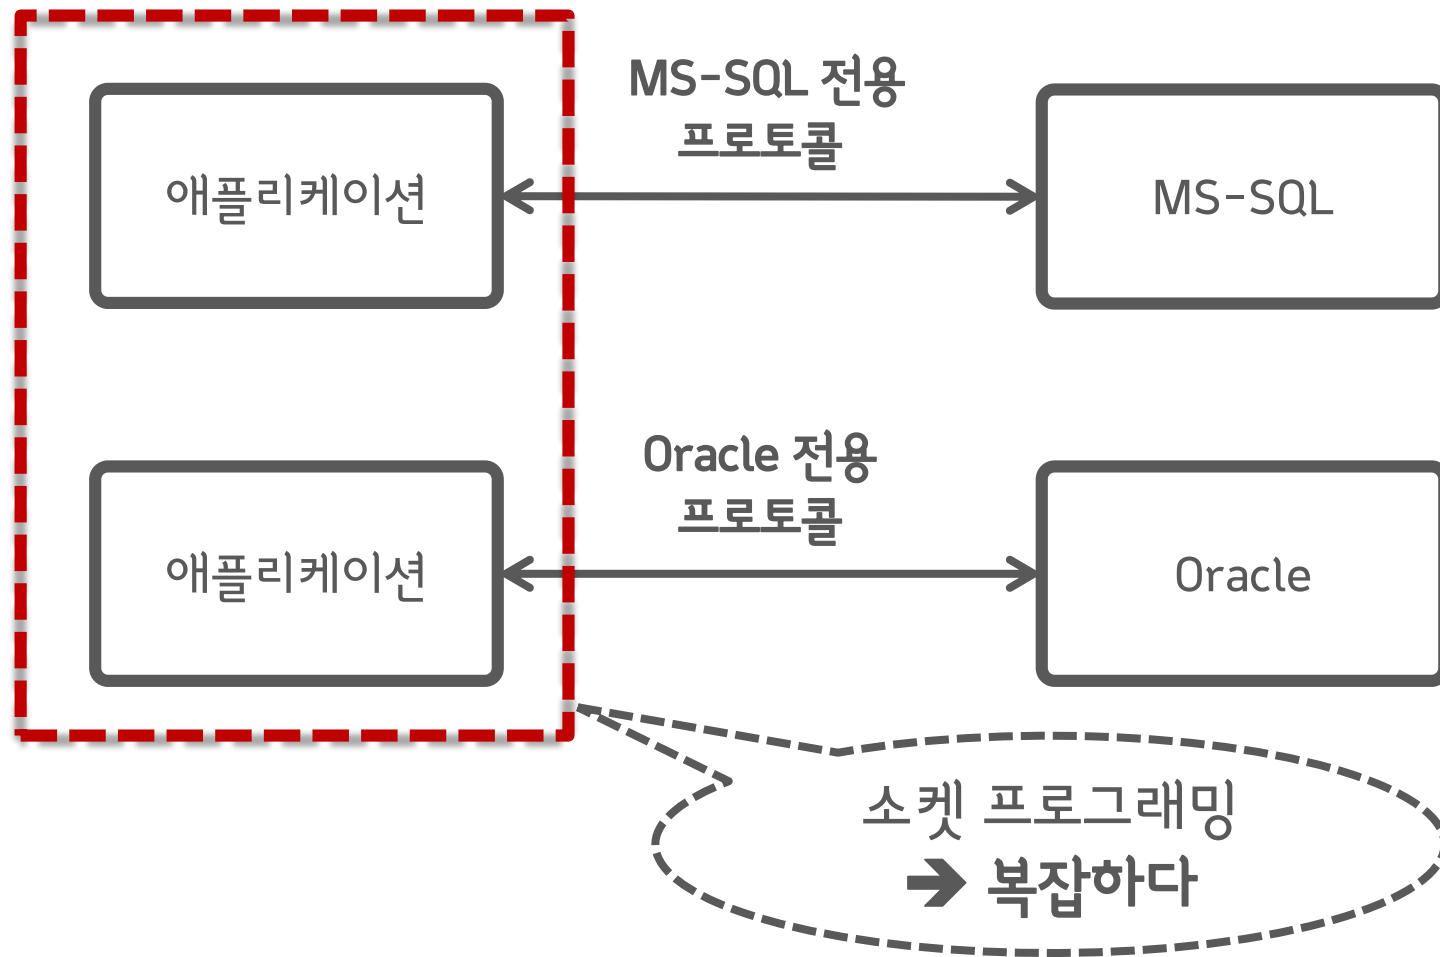 MS-SQL 전용
프로토콜
애플리케이션
MS-SQL
Oracle 전용
프로토콜
애플리케이션
Oracle
소켓 프로그래밍
➔ 복잡하다